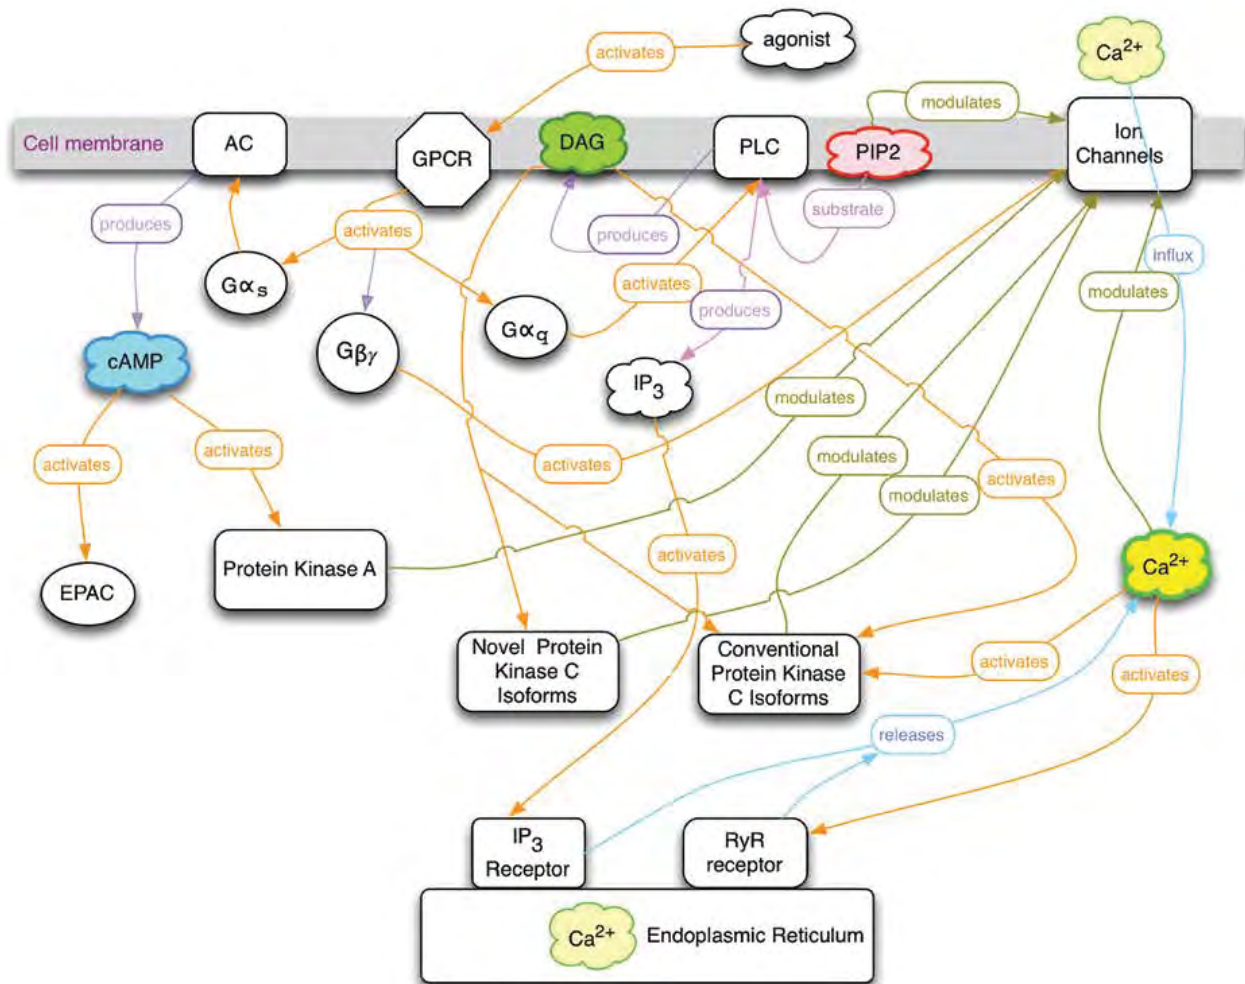 agonist
activates
Ca2+
modulates
Cell membrane
AC
GPCR
DAG
PLC
PIP2
Ion
Channels
produces
activates
produces
substrate
influx
Gαs
activates
modulates
Gαq
produces
Gβγ
cAMP
IP3
modulates
activates
activates
activates
modulates
modulates
activates
activates
Protein Kinase A
EPAC
Ca2+
Novel Protein
Kinase C
Isoforms
Conventional
Protein Kinase
C Isoforms
activates
activates
releases
IP3
Receptor
RyR
receptor
Ca2+
Endoplasmic Reticulum